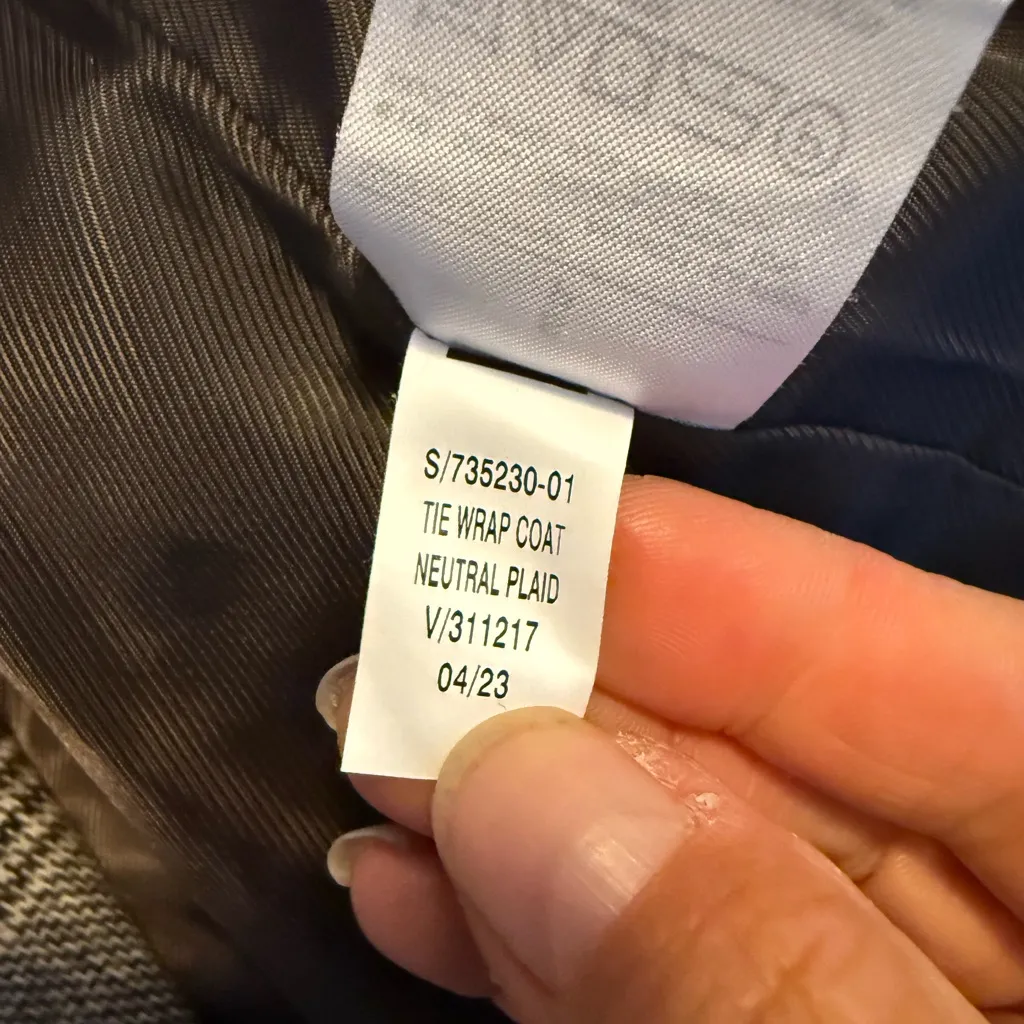 S/735230-01
TIE WRAP COAT
NEUTRAL PLAID
V/311217
04/23